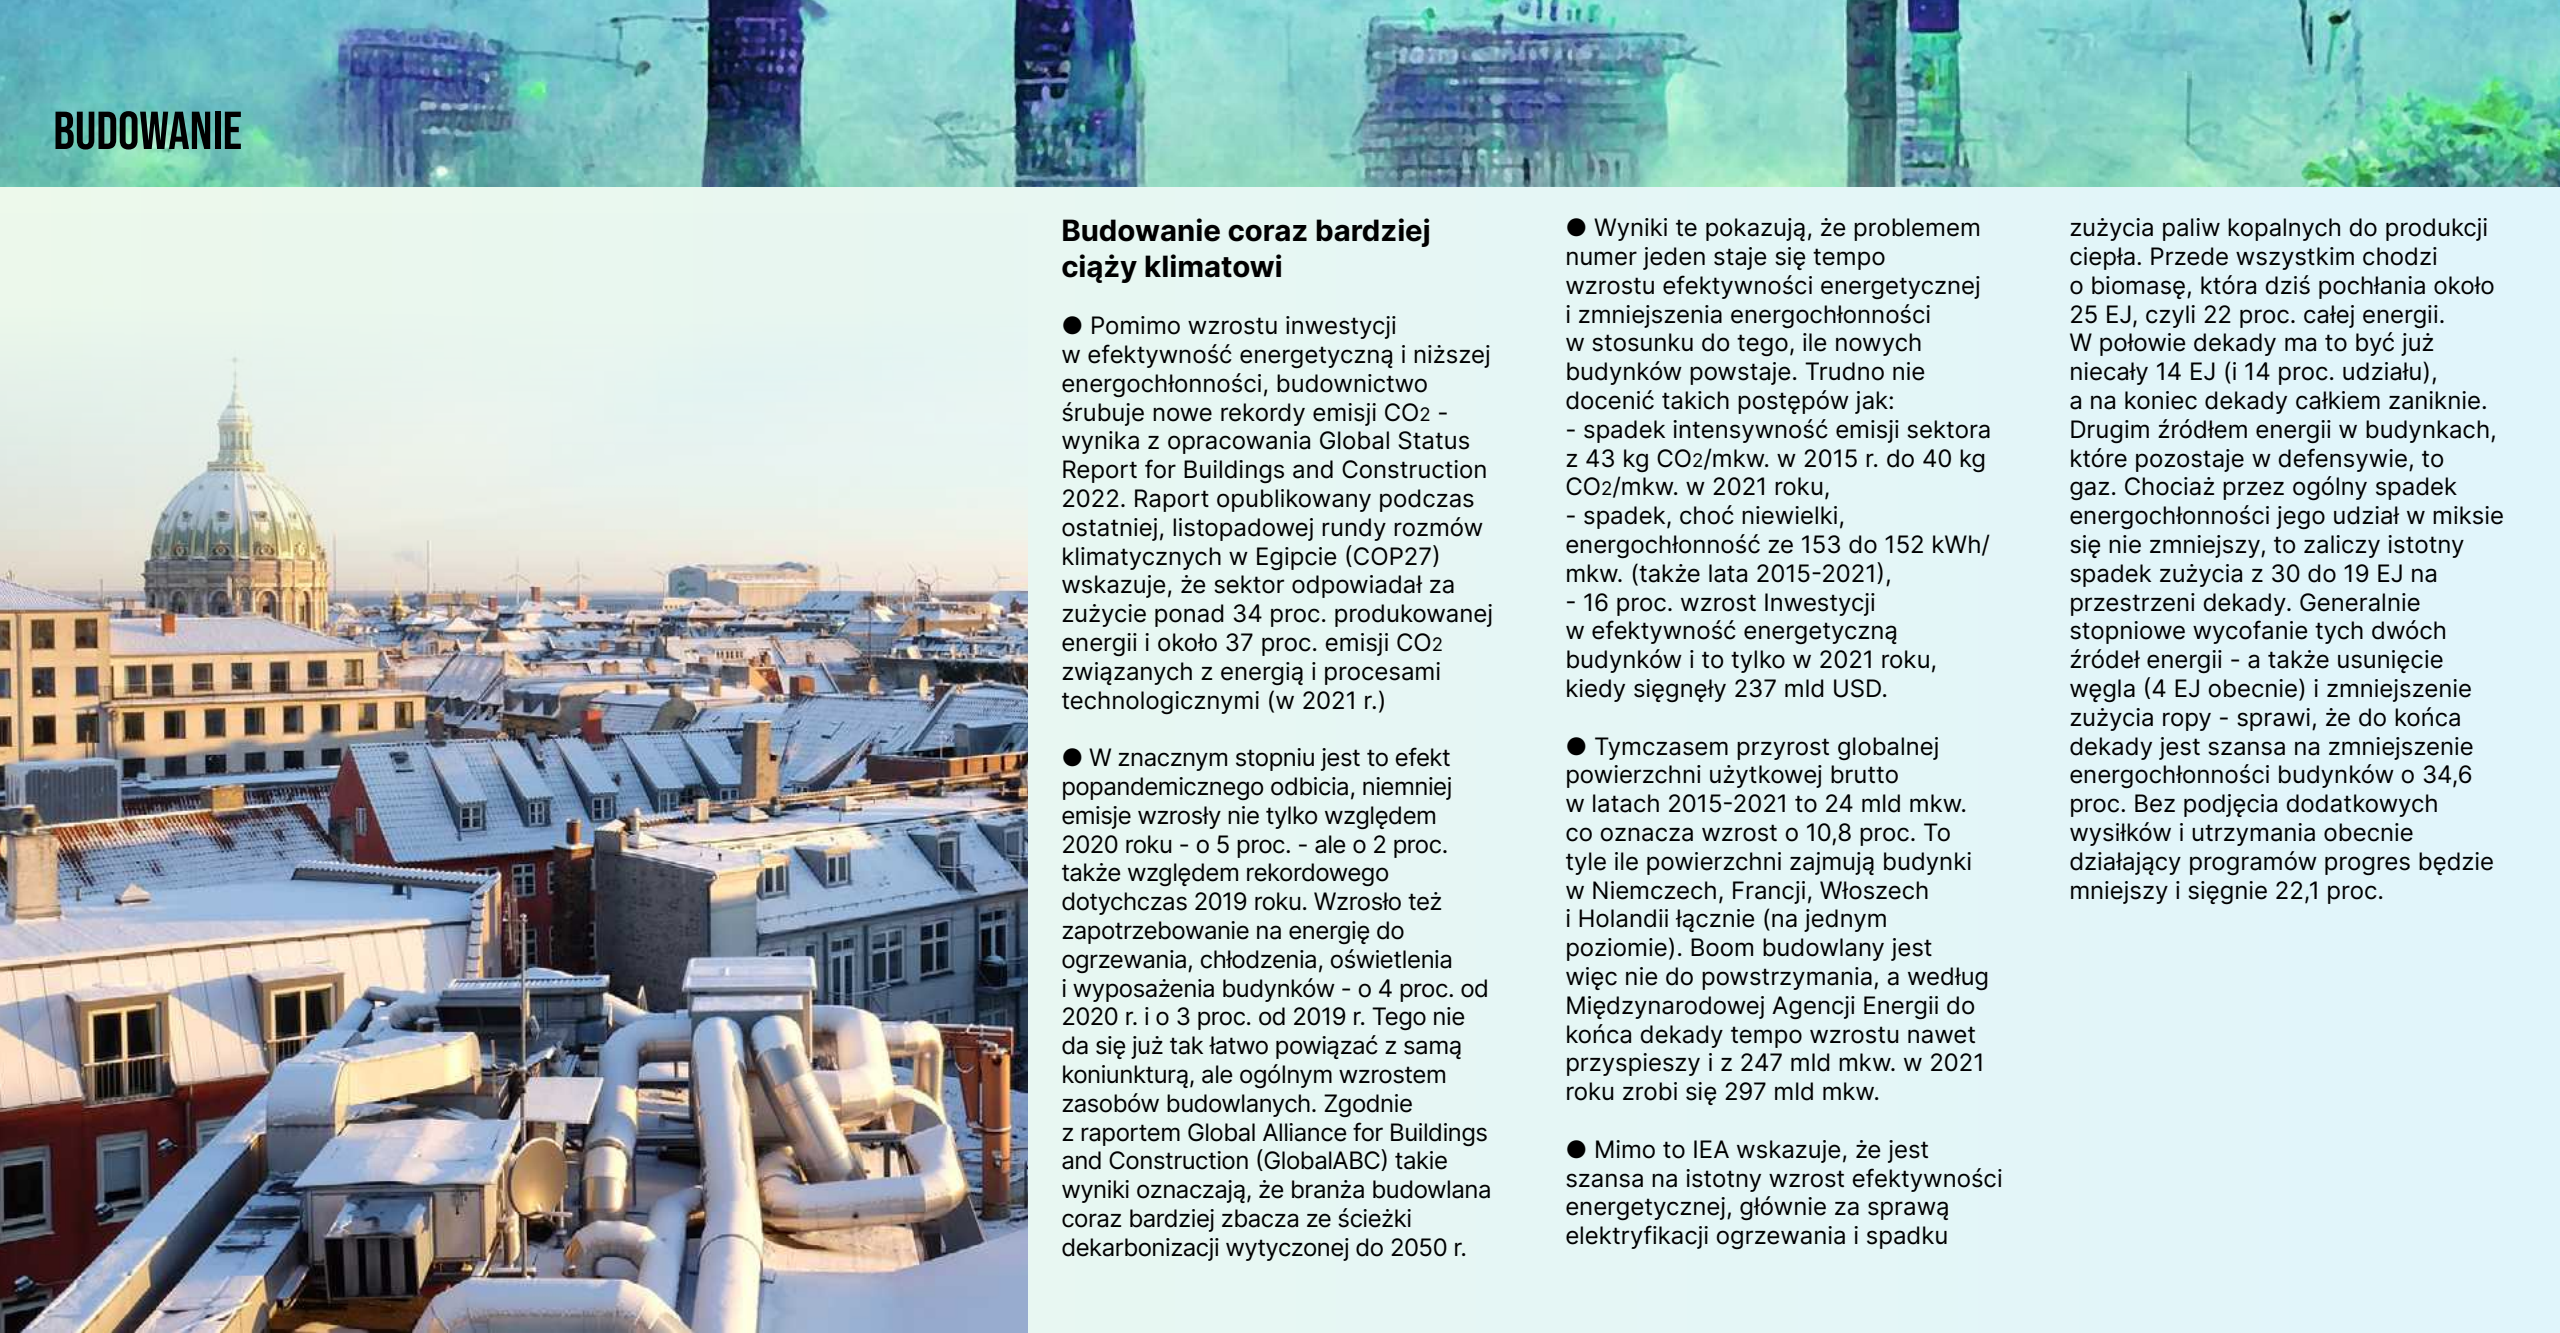 BUDOWANIE
Budowanie coraz bardziej
ciąży klimatowi
● Pomimo wzrostu inwestycji
w efektywność energetyczną i niższej
energochłonności, budownictwo
śrubuje nowe rekordy emisji CO2 -
wynika z opracowania Global Status
Report for Buildings and Construction
2022. Raport opublikowany podczas
ostatniej, listopadowej rundy rozmów
klimatycznych w Egipcie (COP27)
wskazuje, że sektor odpowiadał za
zużycie ponad 34 proc. produkowanej
energii i około 37 proc. emisji CO2
związanych z energią i procesami
technologicznymi (w 2021 r.)
● W znacznym stopniu jest to efekt
popandemicznego odbicia, niemniej
emisje wzrosły nie tylko względem
2020 roku - o 5 proc. - ale o 2 proc.
także względem rekordowego
dotychczas 2019 roku. Wzrosło też
zapotrzebowanie na energię do
ogrzewania, chłodzenia, oświetlenia
i wyposażenia budynków - o 4 proc. od
2020 r. i o 3 proc. od 2019 r. Tego nie
da się już tak łatwo powiązać z samą
koniunkturą, ale ogólnym wzrostem
zasobów budowlanych. Zgodnie
z raportem Global Alliance for Buildings
and Construction (GlobalABC) takie
wyniki oznaczają, że branża budowlana
coraz bardziej zbacza ze ścieżki
dekarbonizacji wytyczonej do 2050 r.
● Wyniki te pokazują, że problemem
numer jeden staje się tempo
wzrostu efektywności energetycznej
i zmniejszenia energochłonności
w stosunku do tego, ile nowych
budynków powstaje. Trudno nie
docenić takich postępów jak:
- spadek intensywność emisji sektora
z 43 kg CO2/mkw. w 2015 r. do 40 kg
CO2/mkw. w 2021 roku,
- spadek, choć niewielki,
energochłonność ze 153 do 152 kWh/
mkw. (także lata 2015-2021),
- 16 proc. wzrost Inwestycji
w efektywność energetyczną
budynków i to tylko w 2021 roku,
kiedy sięgnęły 237 mld USD.
● Tymczasem przyrost globalnej
powierzchni użytkowej brutto
w latach 2015-2021 to 24 mld mkw.
co oznacza wzrost o 10,8 proc. To
tyle ile powierzchni zajmują budynki
w Niemczech, Francji, Włoszech
i Holandii łącznie (na jednym
poziomie). Boom budowlany jest
więc nie do powstrzymania, a według
Międzynarodowej Agencji Energii do
końca dekady tempo wzrostu nawet
przyspieszy i z 247 mld mkw. w 2021
roku zrobi się 297 mld mkw.
● Mimo to IEA wskazuje, że jest
szansa na istotny wzrost efektywności
energetycznej, głównie za sprawą
elektryfikacji ogrzewania i spadku
zużycia paliw kopalnych do produkcji
ciepła. Przede wszystkim chodzi
o biomasę, która dziś pochłania około
25 EJ, czyli 22 proc. całej energii.
W połowie dekady ma to być już
niecały 14 EJ (i 14 proc. udziału),
a na koniec dekady całkiem zaniknie.
Drugim źródłem energii w budynkach,
które pozostaje w defensywie, to
gaz. Chociaż przez ogólny spadek
energochłonności jego udział w miksie
się nie zmniejszy, to zaliczy istotny
spadek zużycia z 30 do 19 EJ na
przestrzeni dekady. Generalnie
stopniowe wycofanie tych dwóch
źródeł energii - a także usunięcie
węgla (4 EJ obecnie) i zmniejszenie
zużycia ropy - sprawi, że do końca
dekady jest szansa na zmniejszenie
energochłonności budynków o 34,6
proc. Bez podjęcia dodatkowych
wysiłków i utrzymania obecnie
działający programów progres będzie
mniejszy i sięgnie 22,1 proc.